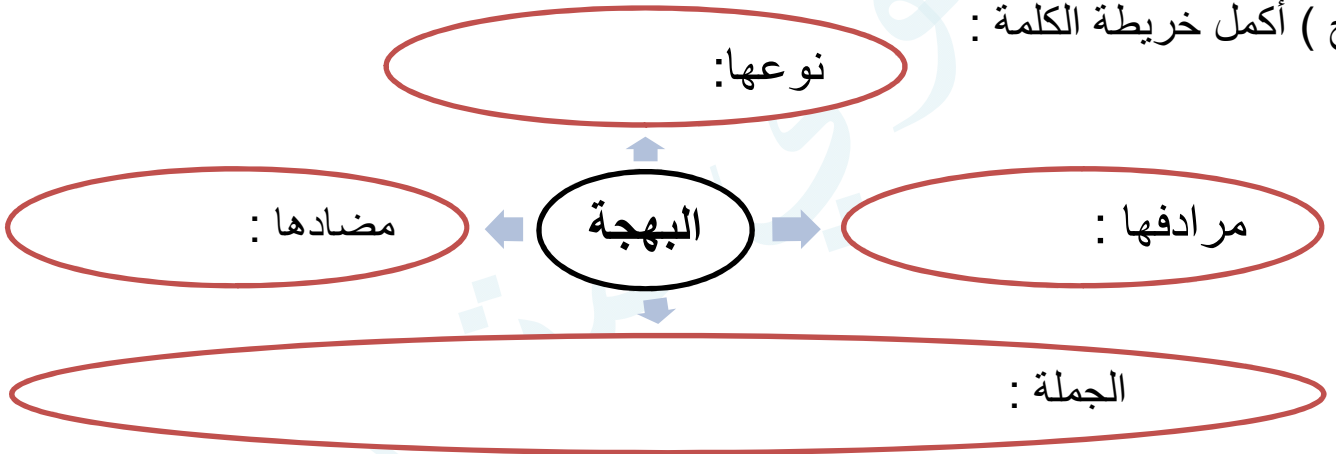 ج ) أكمل خريطة الكلمة :
نوعها:
مرادفها :
البهجة
مضادها :
الجملة :